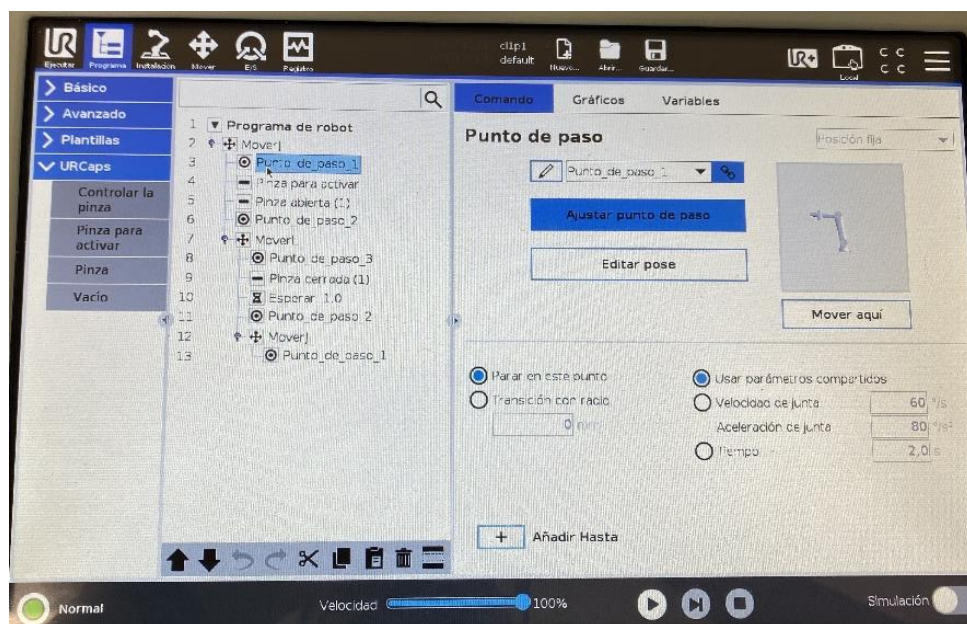 UR
UR+
clip1
default
Ejecutar Programa Instalación Mover E/S Registro
Nuevo... Abrir... Guardar...
Local
C C
C C
Básico
Avanzado
Plantillas
URCaps
Controlar la
pinza
Pinza para
activar
Pinza
Vacío
1 Programa de robot
2 MoverJ
3 Punto_de_paso_1
4 Pinza para activar
5 Pinza abierta (1)
6 Punto_de_paso_2
7 MoverL
8 Punto_de_paso_3
9 Pinza cerrada (1)
10 Esperar 1.0
11 Punto_de_paso_2
12 MoverJ
13 Punto_de_paso_1
Comando Gráficos Variables
Punto de paso
Posición fija
Punto_de_paso_1
Ajustar punto de paso
Editar pose
Mover aquí
Parar en este punto
Transición con radio
0 mm
Usar parámetros compartidos
Velocidad de junta 60 °/s
Aceleración de junta 80 °/s²
Tiempo 2,0 s
+ Añadir Hasta
Normal
Velocidad 100%
Simulación